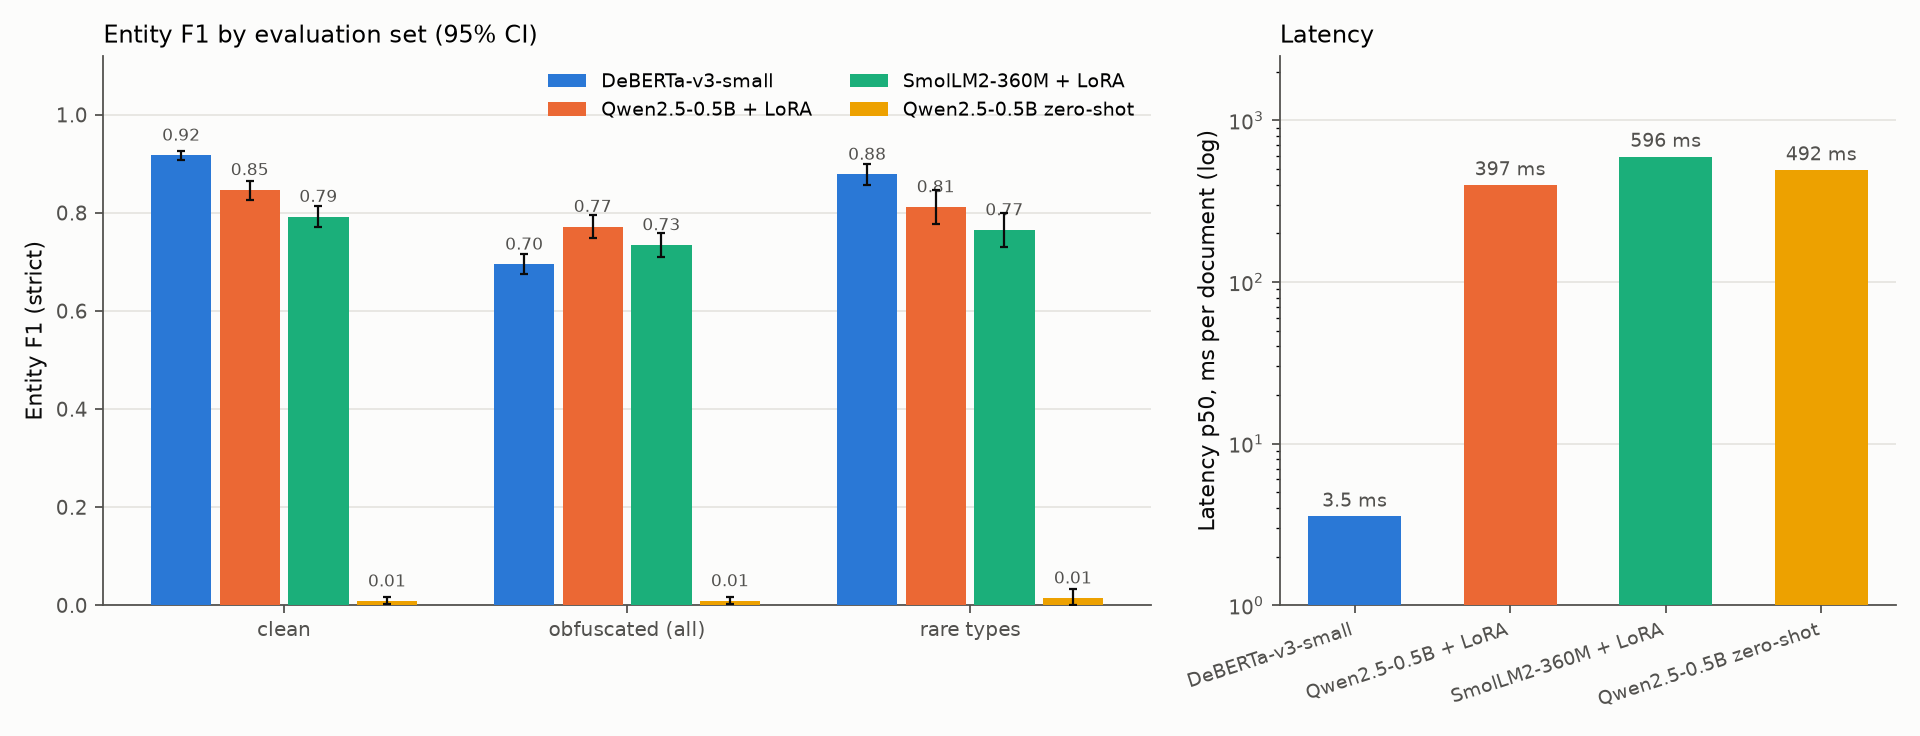 Entity F1 by evaluation set (95% CI)
DeBERTa-v3-small
Qwen2.5-0.5B + LoRA
SmolLM2-360M + LoRA
Qwen2.5-0.5B zero-shot
Entity F1 (strict)
1.0
0.8
0.6
0.4
0.2
0.0
0.92
0.85
0.79
0.01
0.70
0.77
0.73
0.01
0.88
0.81
0.77
0.01
clean
obfuscated (all)
rare types
Latency
Latency p50, ms per document (log)
10³
10²
10¹
10⁰
3.5 ms
397 ms
596 ms
492 ms
DeBERTa-v3-small
Qwen2.5-0.5B + LoRA
SmolLM2-360M + LoRA
Qwen2.5-0.5B zero-shot